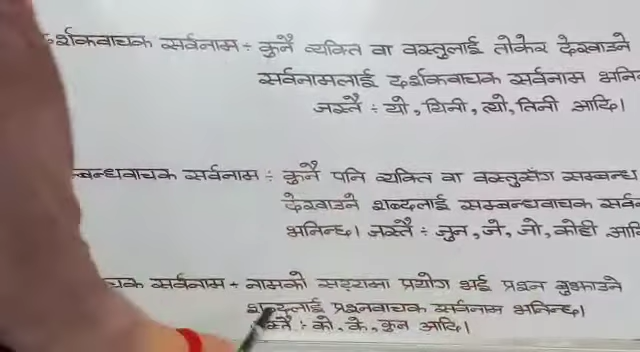 दर्शकवाचक सर्वनाम ÷ कुनै व्यक्ति वा वस्तुलाई तोकेर देखाउने
सर्वनामलाई दर्शकवाचक सर्वनाम भनिन
जस्तै ÷ यो, यिनी, त्यो, तिनी आदि।
म्बन्धवाचक सर्वनाम ÷ कुनै पनि व्यक्ति वा वस्तुसँग सम्बन्ध
देखाउने शब्दलाई सम्बन्धवाचक सर्व
भनिन्छ। जस्तै ÷ जुन, जे, जो, कोही आदि
चक सर्वनाम ÷ नामको सट्टामा प्रयोग भई प्रश्न बुझाउने
शब्दलाई प्रश्नवाचक सर्वनाम भनिन्छ।
जस्तै ÷ को, के, कुन आदि।